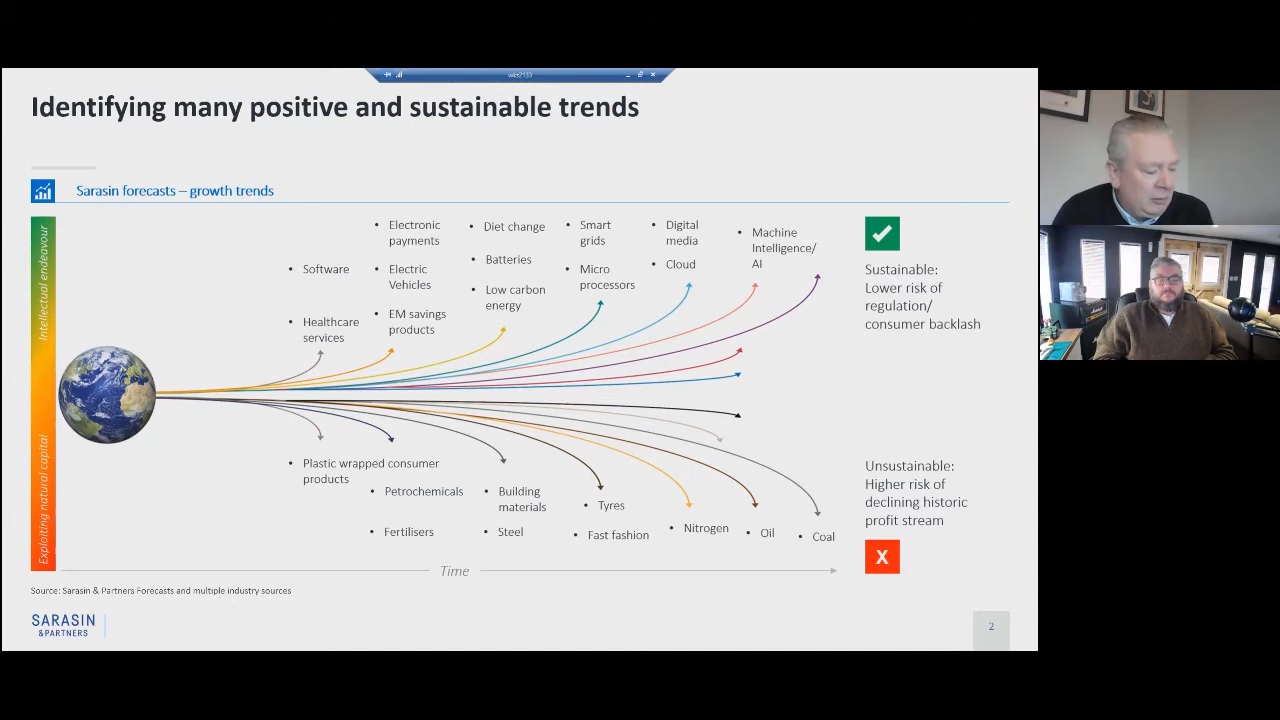 wks2133
Identifying many positive and sustainable trends
Sarasin forecasts – growth trends
Intellectual endeavour
Exploiting natural capital
• Software
• Healthcare
services
• Electronic
payments
• Electric
Vehicles
• EM savings
products
• Diet change
• Batteries
• Low carbon
energy
• Smart
grids
• Micro
processors
• Digital
media
• Cloud
• Machine
Intelligence/
AI
Sustainable:
Lower risk of
regulation/
consumer backlash
• Plastic wrapped consumer
products
• Petrochemicals
• Fertilisers
• Building
materials
• Steel
• Tyres
• Fast fashion
• Nitrogen
• Oil
• Coal
Unsustainable:
Higher risk of
declining historic
profit stream
X
Time
Source: Sarasin & Partners Forecasts and multiple industry sources
SARASIN
& PARTNERS
2